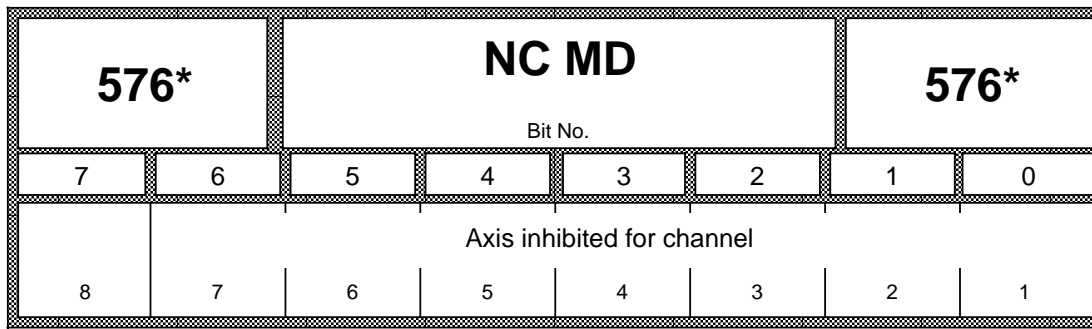 576* NC MD 576*
Bit No.
7 6 5 4 3 2 1 0
Axis inhibited for channel
8 7 6 5 4 3 2 1